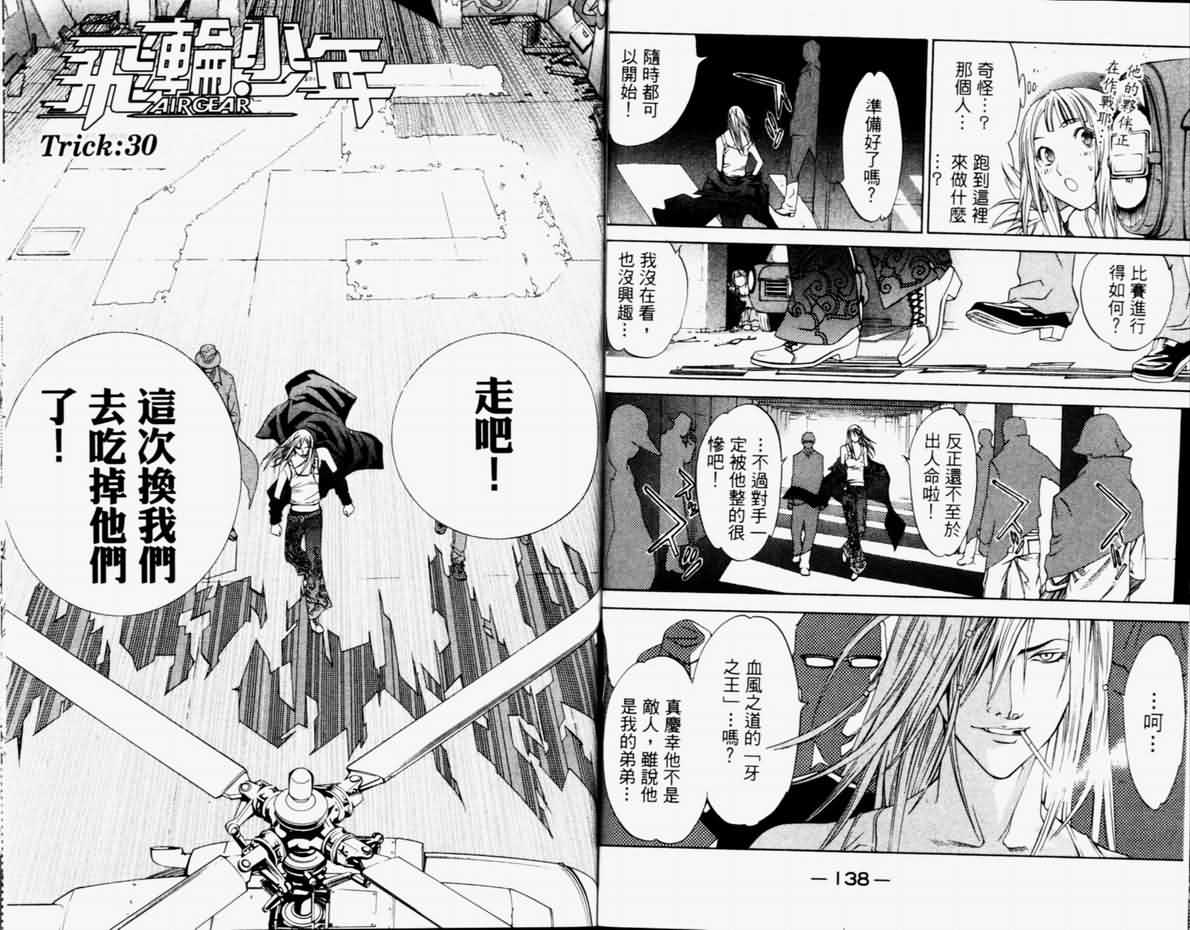 他的夥伴正
在作戰耶…
奇怪…?
那個人… 跑到這裡
來做什麼
…?
準備好了嗎?
隨時都可
以開始!
比賽進行
得如何?
我沒在看,
也沒興趣…
反正還不至於
出人命啦!
…不過對手一
定被他整的很
慘吧!
…呵…
血風之道的「牙
之王」…嗎?
真慶幸他不是
敵人,雖說他
是我的弟弟…
—138—
飛輪少年
AIRGEAR
Trick:30
走吧!
這次換我們
去吃掉他們
了!